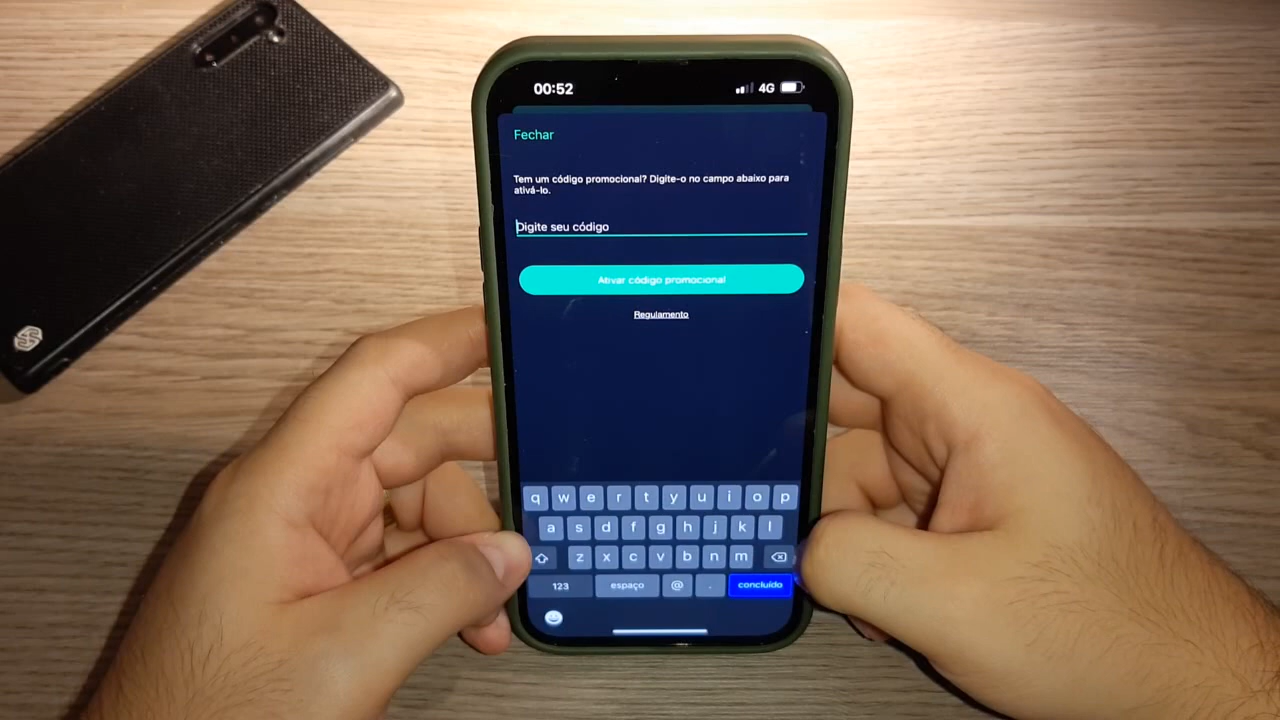 00:52
4G
Fechar
Tem um código promocional? Digite-o no campo abaixo para
ativá-lo.
Digite seu código
Ativar código promocional
Regulamento
q w e r t y u i o p
a s d f g h j k l
z x c v b n m
123 espaço @ . concluído